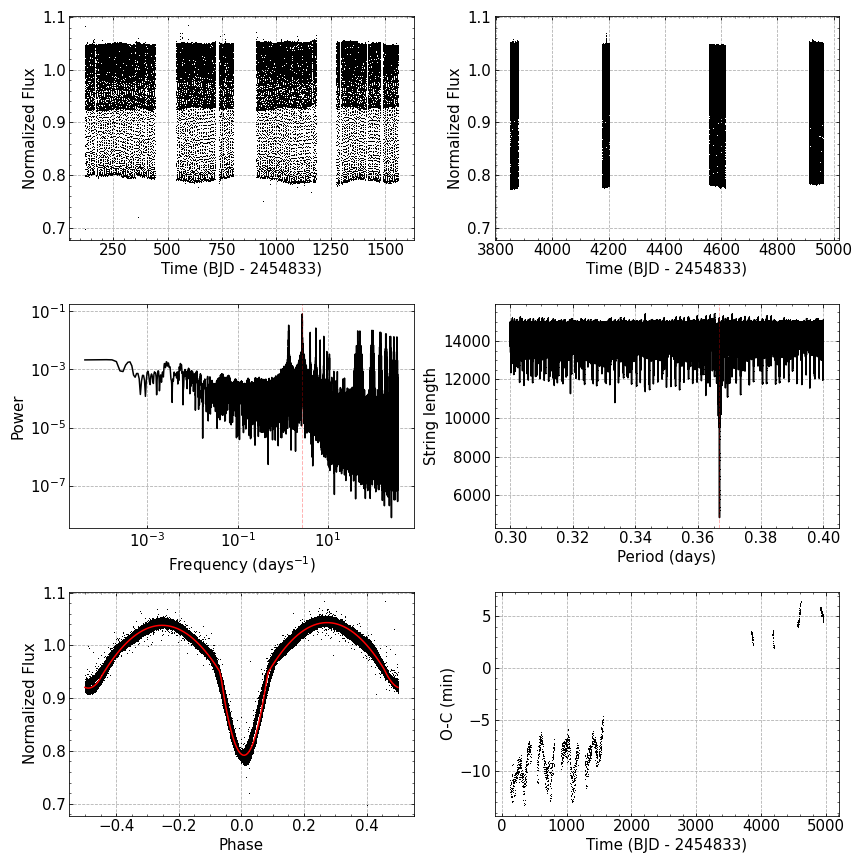 1.1
1.0
0.9
0.8
0.7
Normalized Flux
250 500 750 1000 1250 1500
Time (BJD - 2454833)
1.1
1.0
0.9
0.8
0.7
Normalized Flux
3800 4000 4200 4400 4600 4800 5000
Time (BJD - 2454833)
10⁻¹
10⁻³
10⁻⁵
10⁻⁷
Power
10⁻³ 10⁻¹ 10¹
Frequency (days⁻¹)
14000
12000
10000
8000
6000
String length
0.30 0.32 0.34 0.36 0.38 0.40
Period (days)
1.1
1.0
0.9
0.8
0.7
Normalized Flux
−0.4 −0.2 0.0 0.2 0.4
Phase
5
0
−5
−10
O-C (min)
0 1000 2000 3000 4000 5000
Time (BJD - 2454833)